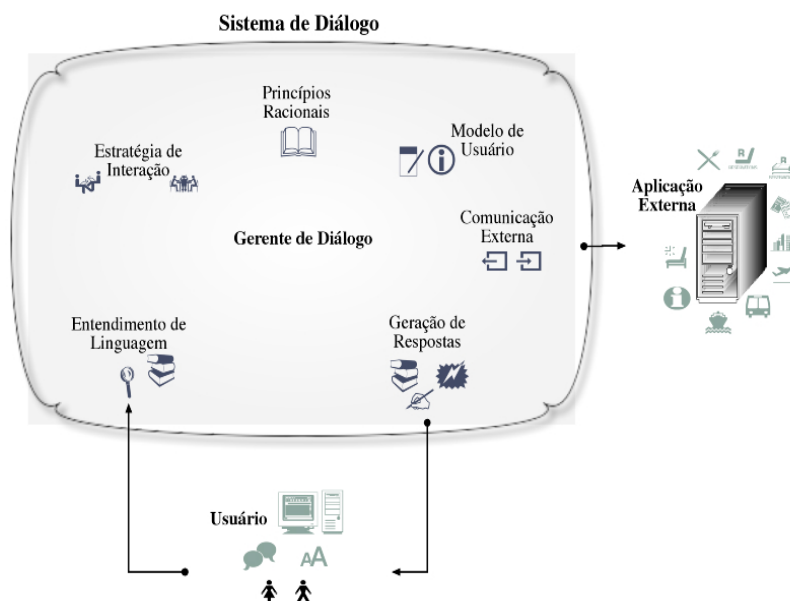 Sistema de Diálogo
Princípios
Racionais
Modelo de
Usuário
Estratégia de
Interação
Aplicação
Externa
Comunicação
Externa
Gerente de Diálogo
Entendimento de
Linguagem
Geração de
Respostas
Usuário
AA